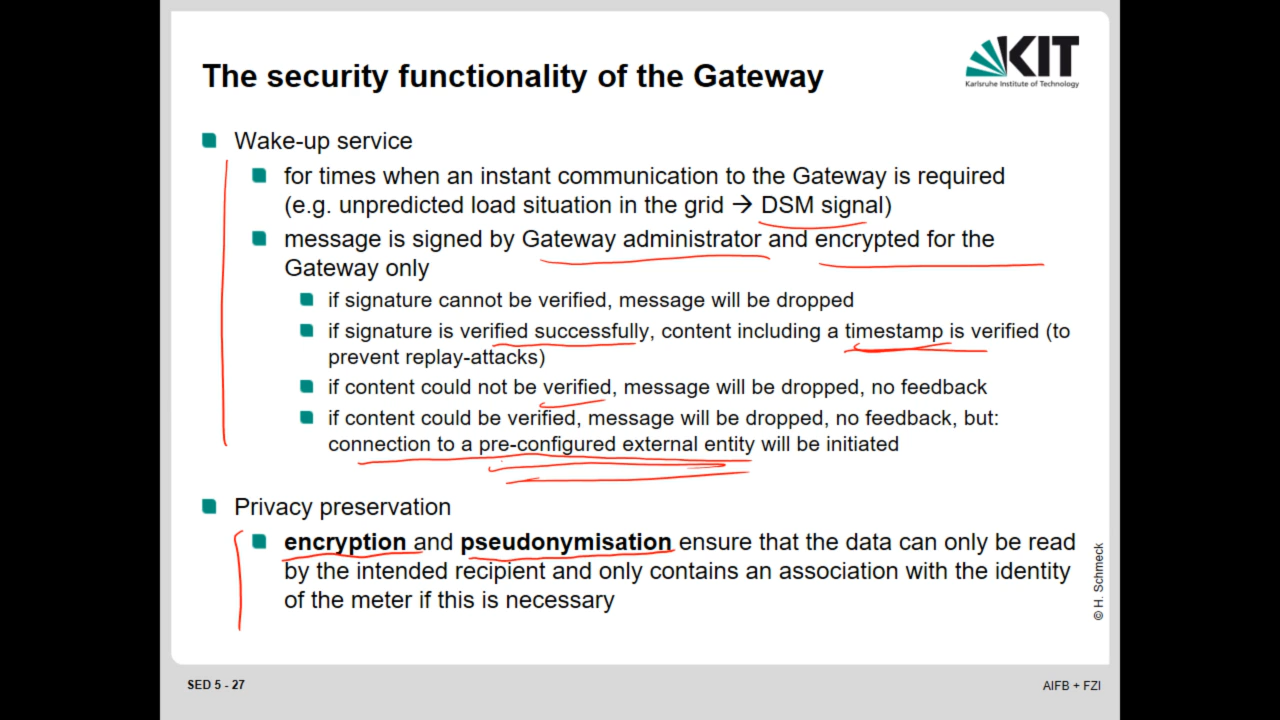 The security functionality of the Gateway
KIT
Karlsruhe Institute of Technology
Wake-up service
for times when an instant communication to the Gateway is required
(e.g. unpredicted load situation in the grid → DSM signal)
message is signed by Gateway administrator and encrypted for the
Gateway only
if signature cannot be verified, message will be dropped
if signature is verified successfully, content including a timestamp is verified (to
prevent replay-attacks)
if content could not be verified, message will be dropped, no feedback
if content could be verified, message will be dropped, no feedback, but:
connection to a pre-configured external entity will be initiated
Privacy preservation
encryption and pseudonymisation ensure that the data can only be read
by the intended recipient and only contains an association with the identity
of the meter if this is necessary
© H. Schmeck
SED 5 - 27
AIFB + FZI